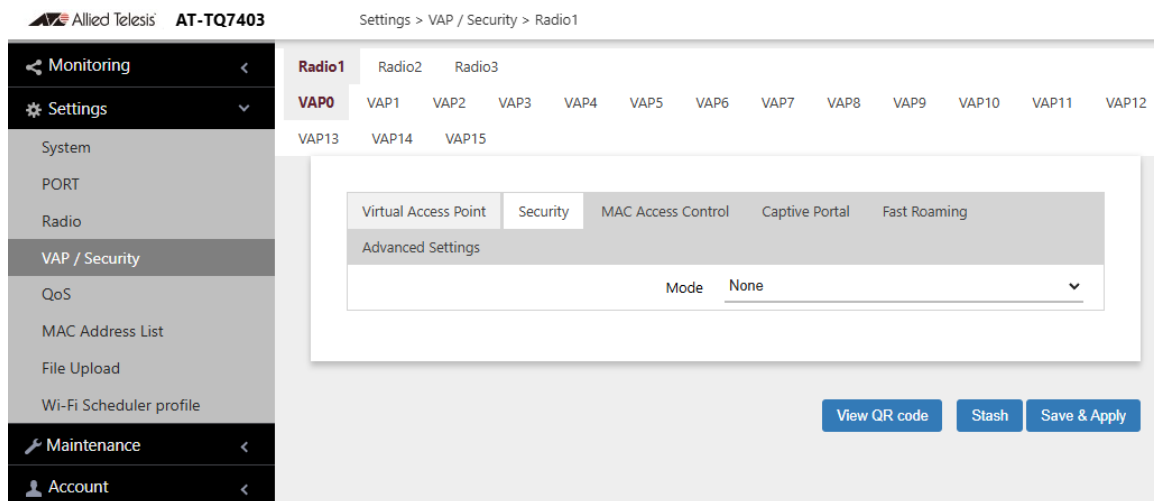 Allied Telesis AT-TQ7403 Settings > VAP / Security > Radio1
Monitoring
Settings
System
PORT
Radio
VAP / Security
QoS
MAC Address List
File Upload
Wi-Fi Scheduler profile
Maintenance
Account
Radio1 Radio2 Radio3
VAP0 VAP1 VAP2 VAP3 VAP4 VAP5 VAP6 VAP7 VAP8 VAP9 VAP10 VAP11 VAP12
VAP13 VAP14 VAP15
Virtual Access Point Security MAC Access Control Captive Portal Fast Roaming
Advanced Settings
Mode None
View QR code Stash Save & Apply